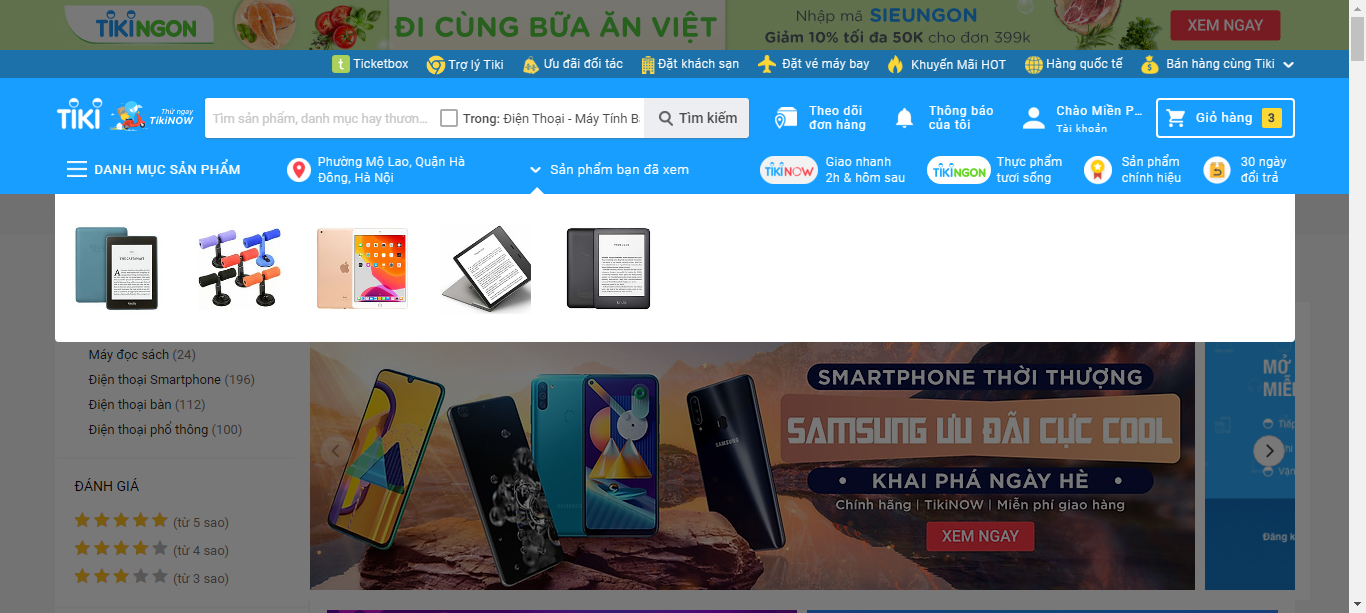 TIKINGON
ĐI CÙNG BỮA ĂN VIỆT
Nhập mã SIEUNGON
Giảm 10% tối đa 50K cho đơn 399k
XEM NGAY
Ticketbox
Trợ lý Tiki
Ưu đãi đối tác
Đặt khách sạn
Đặt vé máy bay
Khuyến Mãi HOT
Hàng quốc tế
Bán hàng cùng Tiki
TIKI
Thử ngay
TikiNOW
Tìm sản phẩm, danh mục hay thươn...
Trong: Điện Thoại - Máy Tính B
Tìm kiếm
Theo dõi
đơn hàng
Thông báo
của tôi
Chào Miền P...
Tài khoản
Giỏ hàng 3
DANH MỤC SẢN PHẨM
Phường Mộ Lao, Quận Hà
Đông, Hà Nội
Sản phẩm bạn đã xem
TIKINOW
Giao nhanh
2h & hôm sau
TIKINGON
Thực phẩm
tươi sống
Sản phẩm
chính hiệu
30 ngày
đổi trả
Máy đọc sách (24)
Điện thoại Smartphone (196)
Điện thoại bàn (112)
Điện thoại phổ thông (100)
ĐÁNH GIÁ
(từ 5 sao)
(từ 4 sao)
(từ 3 sao)
SMARTPHONE THỜI THƯỢNG
SAMSUNG ƯU ĐÃI CỰC COOL
• KHAI PHÁ NGÀY HÈ •
Chính hãng | TikiNOW | Miễn phí giao hàng
XEM NGAY
SAMSUNG
MỞ
Đăng k